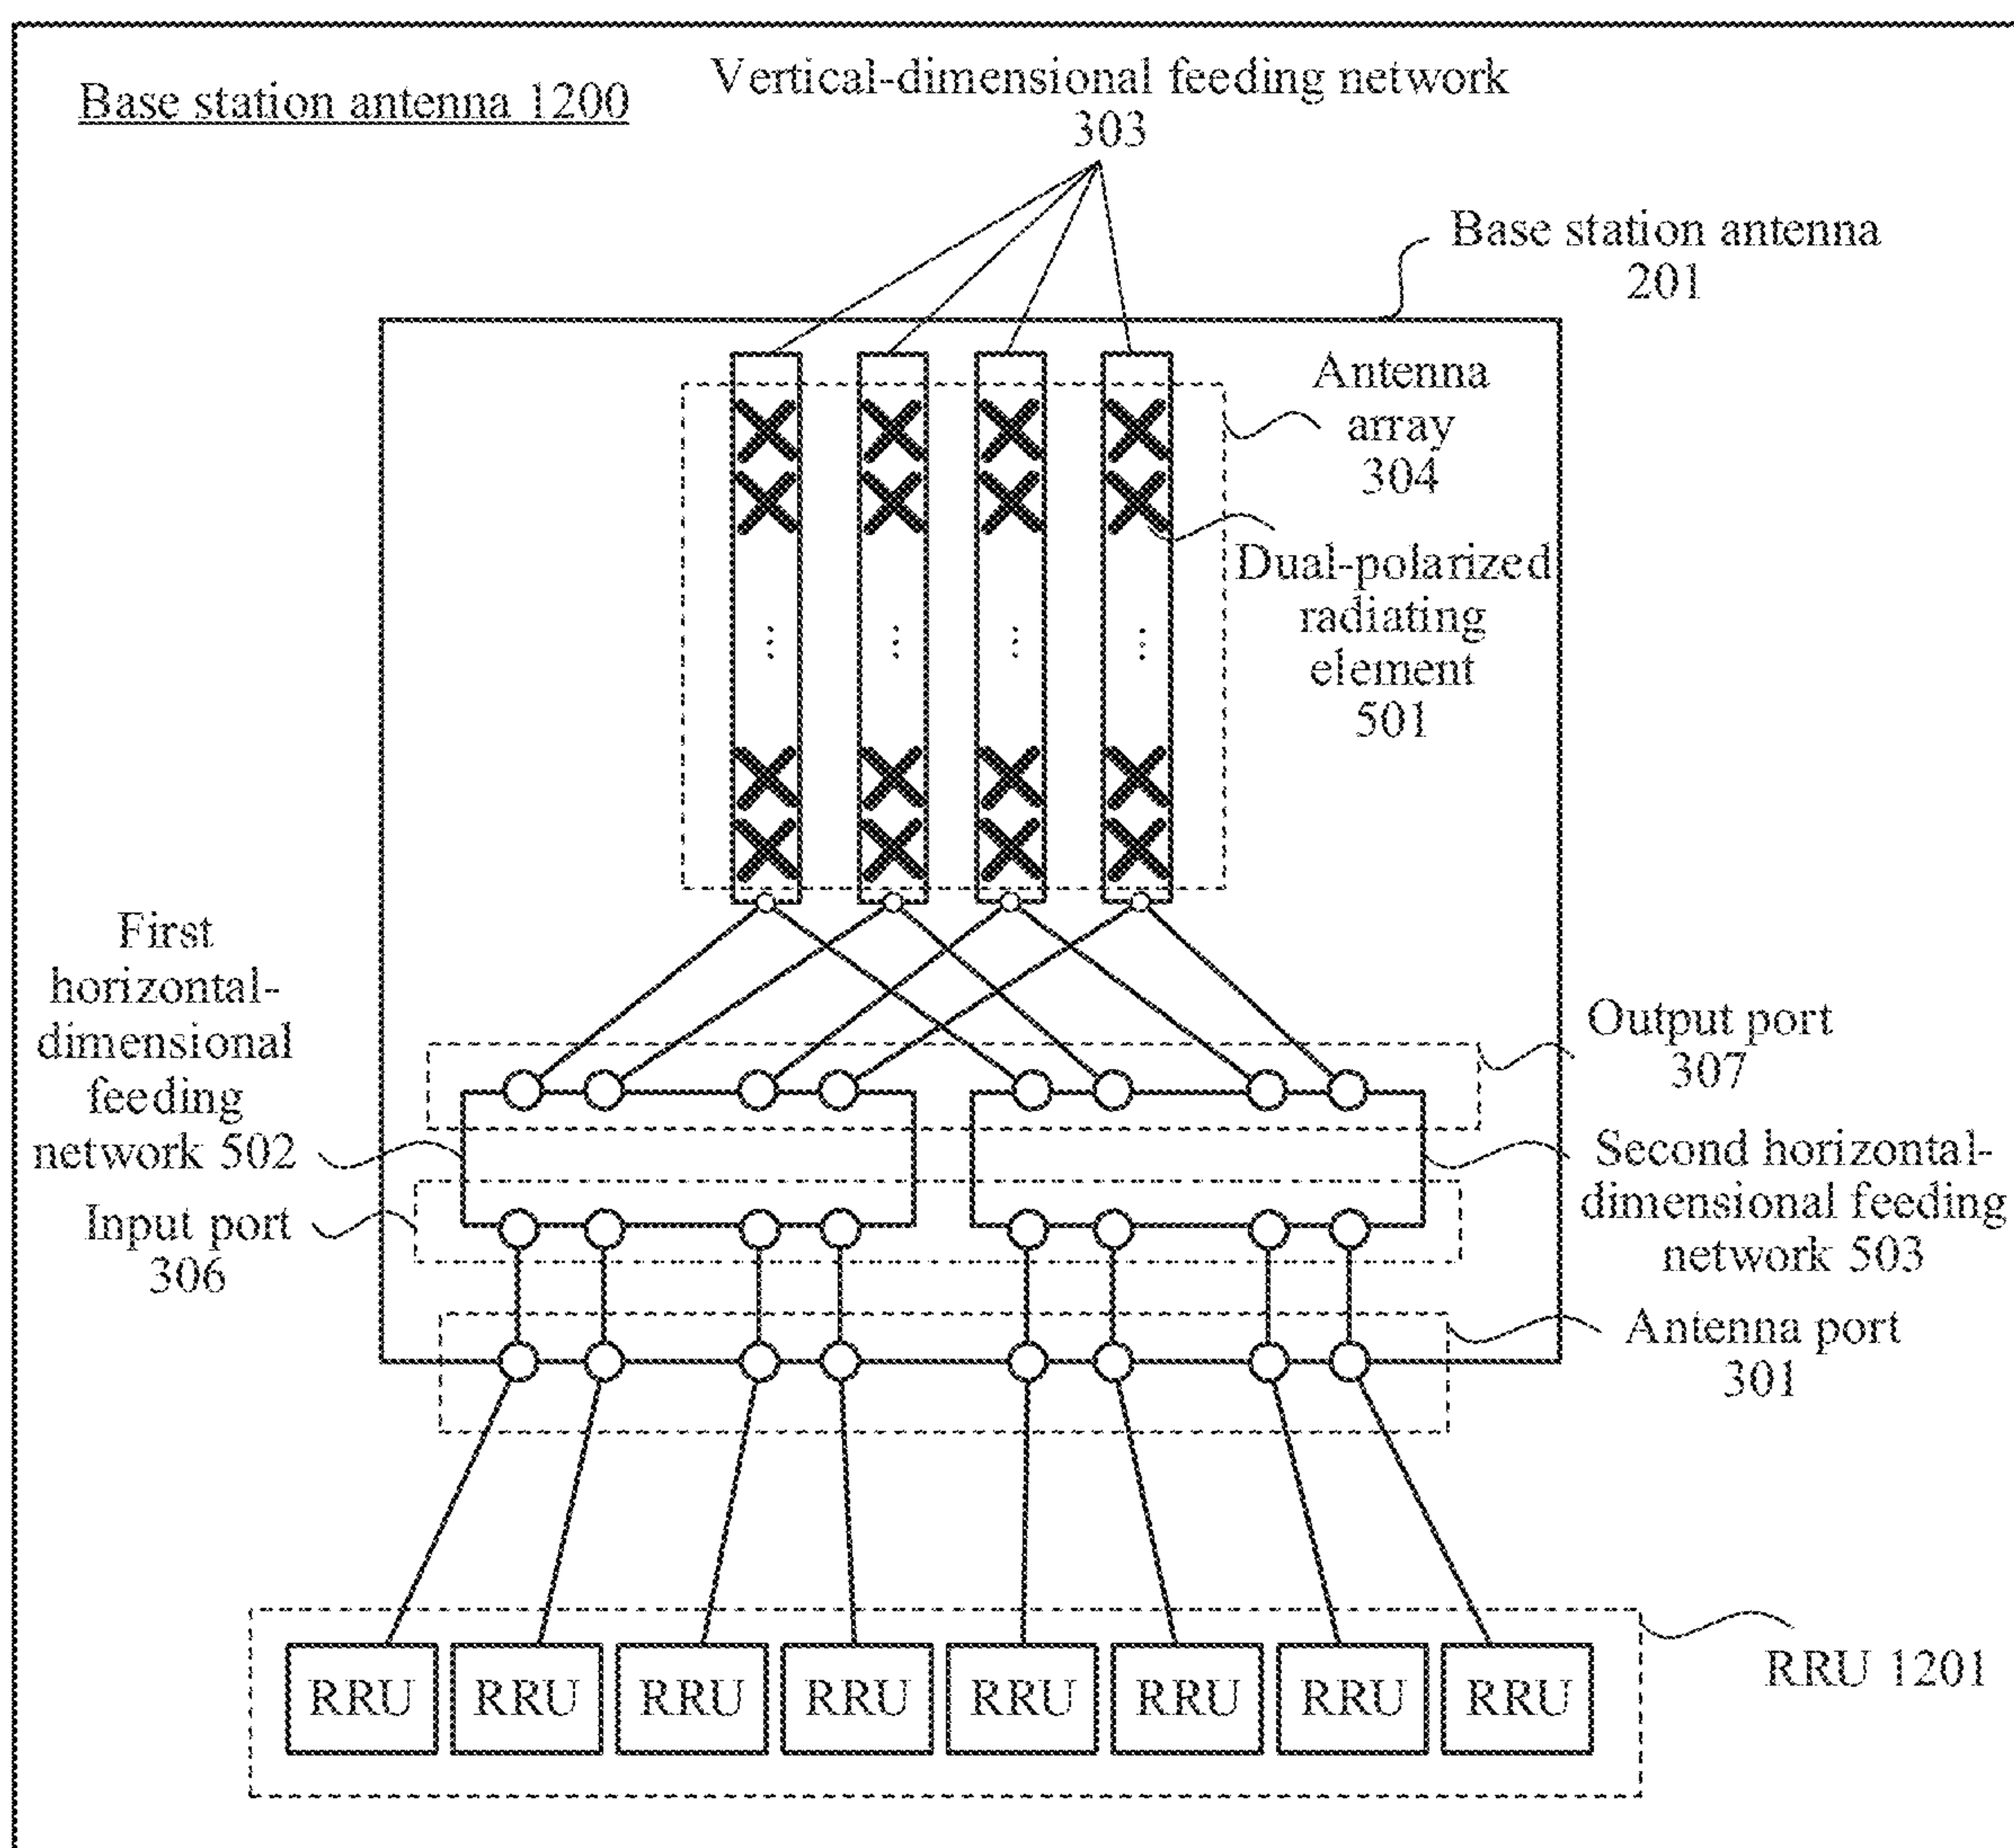 Base station antenna 1200
Vertical-dimensional feeding network
303
Base station antenna
201
Antenna
array
304
Dual-polarized
radiating
element
501
First
horizontal-
dimensional
feeding
network 502
Output port
307
Second horizontal-
dimensional feeding
network 503
Input port
306
Antenna port
301
RRU RRU RRU RRU RRU RRU RRU RRU
RRU 1201